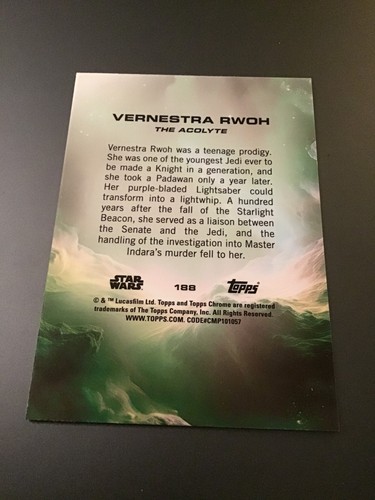 VERNESTRA RWOH
THE ACOLYTE
Vernestra Rwoh was a teenage prodigy.
She was one of the youngest Jedi ever to
be made a Knight in a generation, and
she took a Padawan only a year later.
Her purple-bladed Lightsaber could
transform into a lightwhip. A hundred
years after the fall of the Starlight
Beacon, she served as a liaison between
the Senate and the Jedi, and the
handling of the investigation into Master
Indara's murder fell to her.
STAR WARS 188 Topps
© & ™ Lucasfilm Ltd. Topps and Topps Chrome are registered
trademarks of The Topps Company, Inc. All Rights Reserved.
WWW.TOPPS.COM. CODE#CMP101057